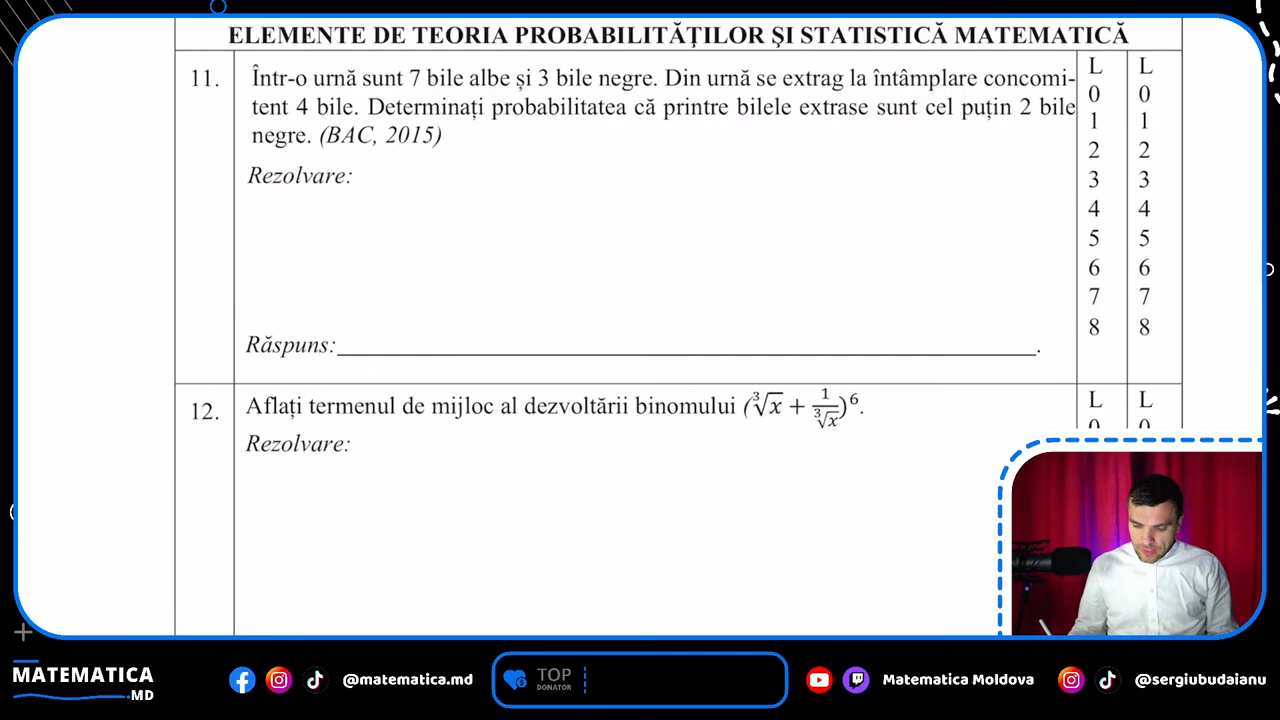 ELEMENTE DE TEORIA PROBABILITĂŢILOR ŞI STATISTICĂ MATEMATICĂ
11. Într-o urnă sunt 7 bile albe și 3 bile negre. Din urnă se extrag la întâmplare concomi-
tent 4 bile. Determinați probabilitatea că printre bilele extrase sunt cel puțin 2 bile
negre. (BAC, 2015)
Rezolvare:
Răspuns: .
L L
0 0
1 1
2 2
3 3
4 4
5 5
6 6
7 7
8 8
12. Aflați termenul de mijloc al dezvoltării binomului (∛x + 1/∛x)⁶.
Rezolvare:
L L
0 0
MATEMATICA
.MD
@matematica.md
TOP
DONATOR
Matematica Moldova
@sergiubudaianu